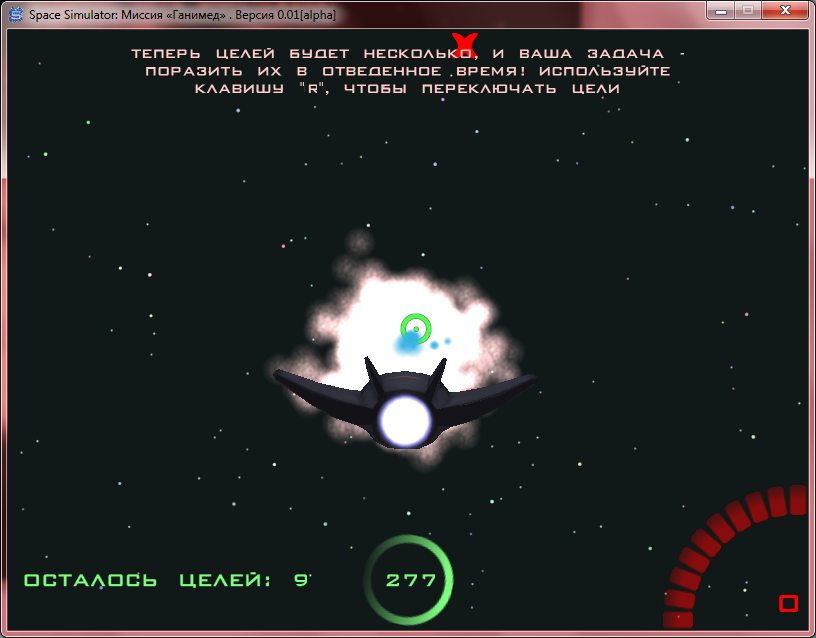 Space Simulator: Миссия «Ганимед» . Версия 0.01[alpha]
ТЕПЕРЬ ЦЕЛЕЙ БУДЕТ НЕСКОЛЬКО, И ВАША ЗАДАЧА -
ПОРАЗИТЬ ИХ В ОТВЕДЕННОЕ ВРЕМЯ! ИСПОЛЬЗУЙТЕ
КЛАВИШУ "R", ЧТОБЫ ПЕРЕКЛЮЧАТЬ ЦЕЛИ
ОСТАЛОСЬ ЦЕЛЕЙ: 9
277